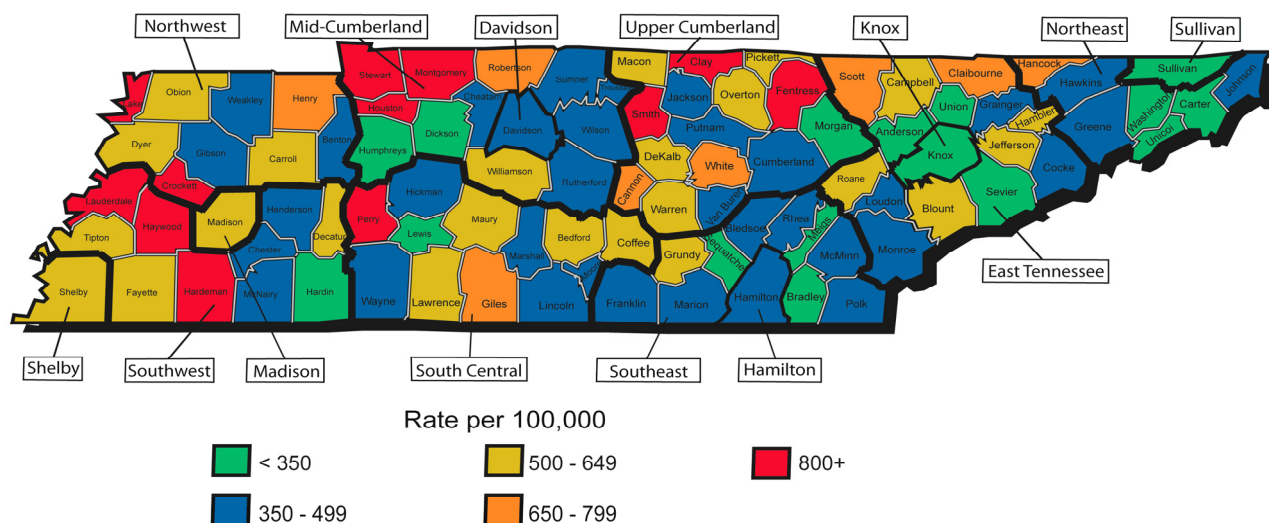 Northwest
Mid-Cumberland
Davidson
Upper Cumberland
Knox
Northeast
Sullivan
Lake
Obion
Weakley
Henry
Stewart
Montgomery
Robertson
Sumner
Trousdale
Macon
Clay
Pickett
Scott
Campbell
Claibourne
Hancock
Hawkins
Sullivan
Johnson
Dyer
Gibson
Carroll
Benton
Houston
Humphreys
Dickson
Cheatam
Davidson
Wilson
Smith
Jackson
Overton
Fentress
Putnam
Morgan
Anderson
Union
Grainger
Hambler
Greene
Washington
Carter
Unicoi
Lauderdale
Crockett
Haywood
Madison
Henderson
Decatur
Perry
Hickman
Williamson
Rutherford
Cannon
DeKalb
White
Cumberland
Roane
Knox
Jefferson
Cocke
Sevier
Tipton
Chester
Lewis
Maury
Marshall
Bedford
Coffee
Warren
Van Buren
Bledsoe
Rhea
Meigs
Loudon
Blount
Monroe
Shelby
Fayette
Hardeman
McNairy
Hardin
Wayne
Lawrence
Giles
Lincoln
Franklin
Grundy
Marion
Hamilton
Bradley
McMinn
Polk
East Tennessee
Shelby
Southwest
Madison
South Central
Southeast
Hamilton
Rate per 100,000
< 350
500 - 649
800+
350 - 499
650 - 799